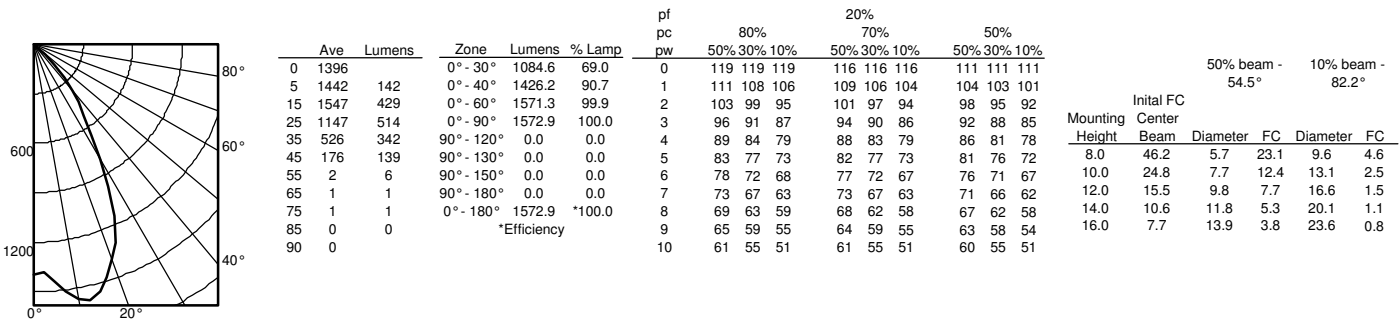 80°
60°
40°
20°
0°
600
1200
Ave Lumens
0 1396
5 1442 142
15 1547 429
25 1147 514
35 526 342
45 176 139
55 2 6
65 1 1
75 1 1
85 0 0
90 0
Zone Lumens % Lamp
0°- 30° 1084.6 69.0
0°- 40° 1426.2 90.7
0°- 60° 1571.3 99.9
0°- 90° 1572.9 100.0
90°- 120° 0.0 0.0
90°- 130° 0.0 0.0
90°- 150° 0.0 0.0
90°- 180° 0.0 0.0
0°- 180° 1572.9 *100.0
*Efficiency
pf 20%
pc 80% 70% 50%
pw 50% 30% 10% 50% 30% 10% 50% 30% 10%
0 119 119 119 116 116 116 111 111 111
1 111 108 106 109 106 104 104 103 101
2 103 99 95 101 97 94 98 95 92
3 96 91 87 94 90 86 92 88 85
4 89 84 79 88 83 79 86 81 78
5 83 77 73 82 77 73 81 76 72
6 78 72 68 77 72 67 76 71 67
7 73 67 63 73 67 63 71 66 62
8 69 63 59 68 62 58 67 62 58
9 65 59 55 64 59 55 63 58 54
10 61 55 51 61 55 51 60 55 51
50% beam - 10% beam -
54.5° 82.2°
Inital FC
Mounting Center
Height Beam Diameter FC Diameter FC
8.0 46.2 5.7 23.1 9.6 4.6
10.0 24.8 7.7 12.4 13.1 2.5
12.0 15.5 9.8 7.7 16.6 1.5
14.0 10.6 11.8 5.3 20.1 1.1
16.0 7.7 13.9 3.8 23.6 0.8